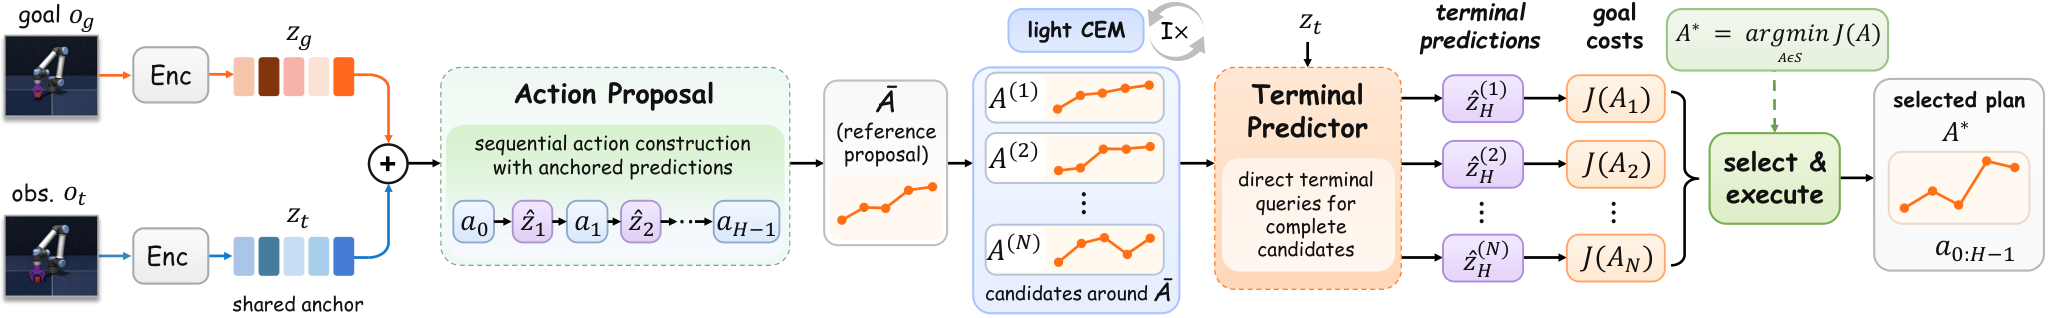 goal o_g
Enc
z_g
obs. o_t
Enc
z_t
shared anchor
+
Action Proposal
sequential action construction
with anchored predictions
a_0 ẑ_1 a_1 ẑ_2 ··· a_{H−1}
Ā
(reference
proposal)
light CEM
I×
A^{(1)}
A^{(2)}
⋮
A^{(N)}
candidates around Ā
z_t
Terminal
Predictor
direct terminal
queries for
complete
candidates
terminal
predictions
ẑ_H^{(1)}
ẑ_H^{(2)}
⋮
ẑ_H^{(N)}
goal
costs
J(A_1)
J(A_2)
⋮
J(A_N)
A* = argmin J(A)
A∈S
select &
execute
selected plan
A*
a_{0:H−1}